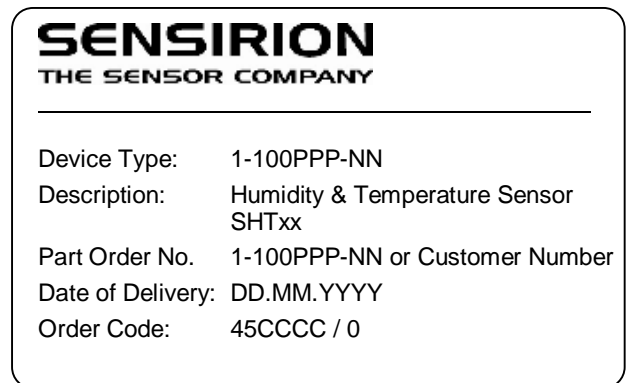 SENSIRION
THE SENSOR COMPANY
Device Type: 1-100PPP-NN
Description: Humidity & Temperature Sensor
SHTxx
Part Order No. 1-100PPP-NN or Customer Number
Date of Delivery: DD.MM.YYYY
Order Code: 45CCCC / 0